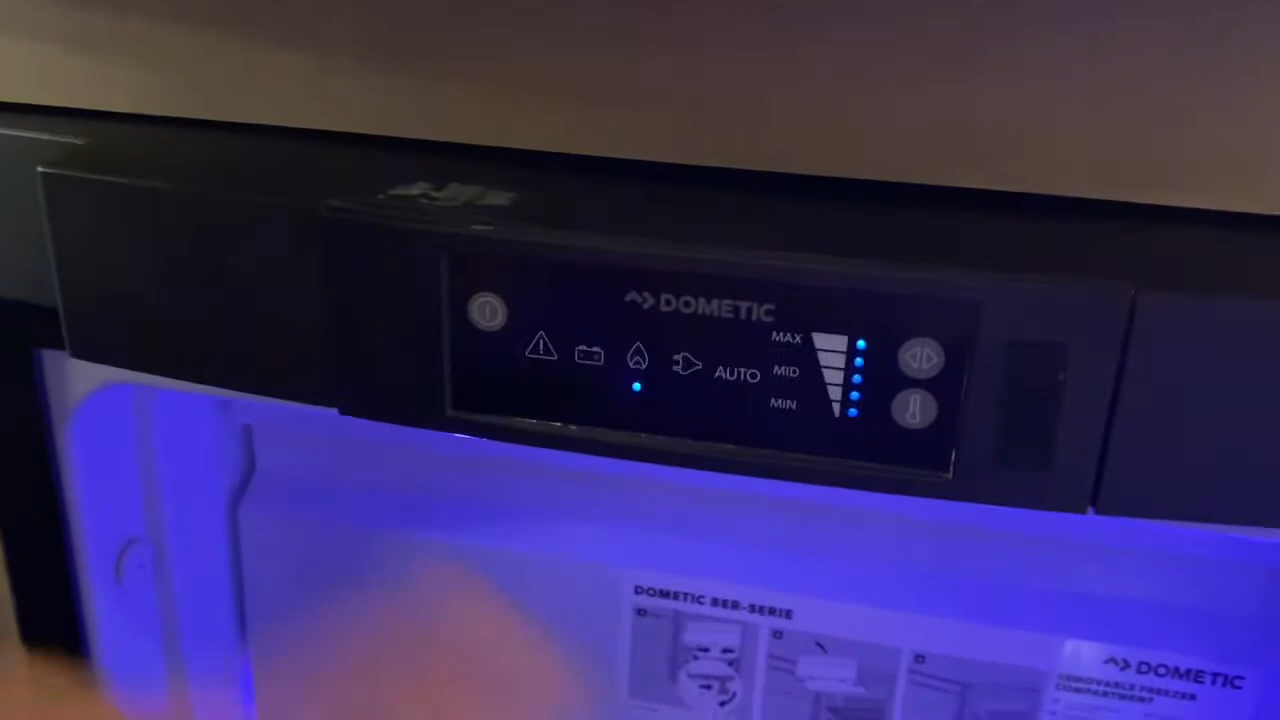 DOMETIC
MAX
MID
MIN
AUTO
DOMETIC 8ER-SERIE
DOMETIC
REMOVABLE FREEZER
COMPARTMENT